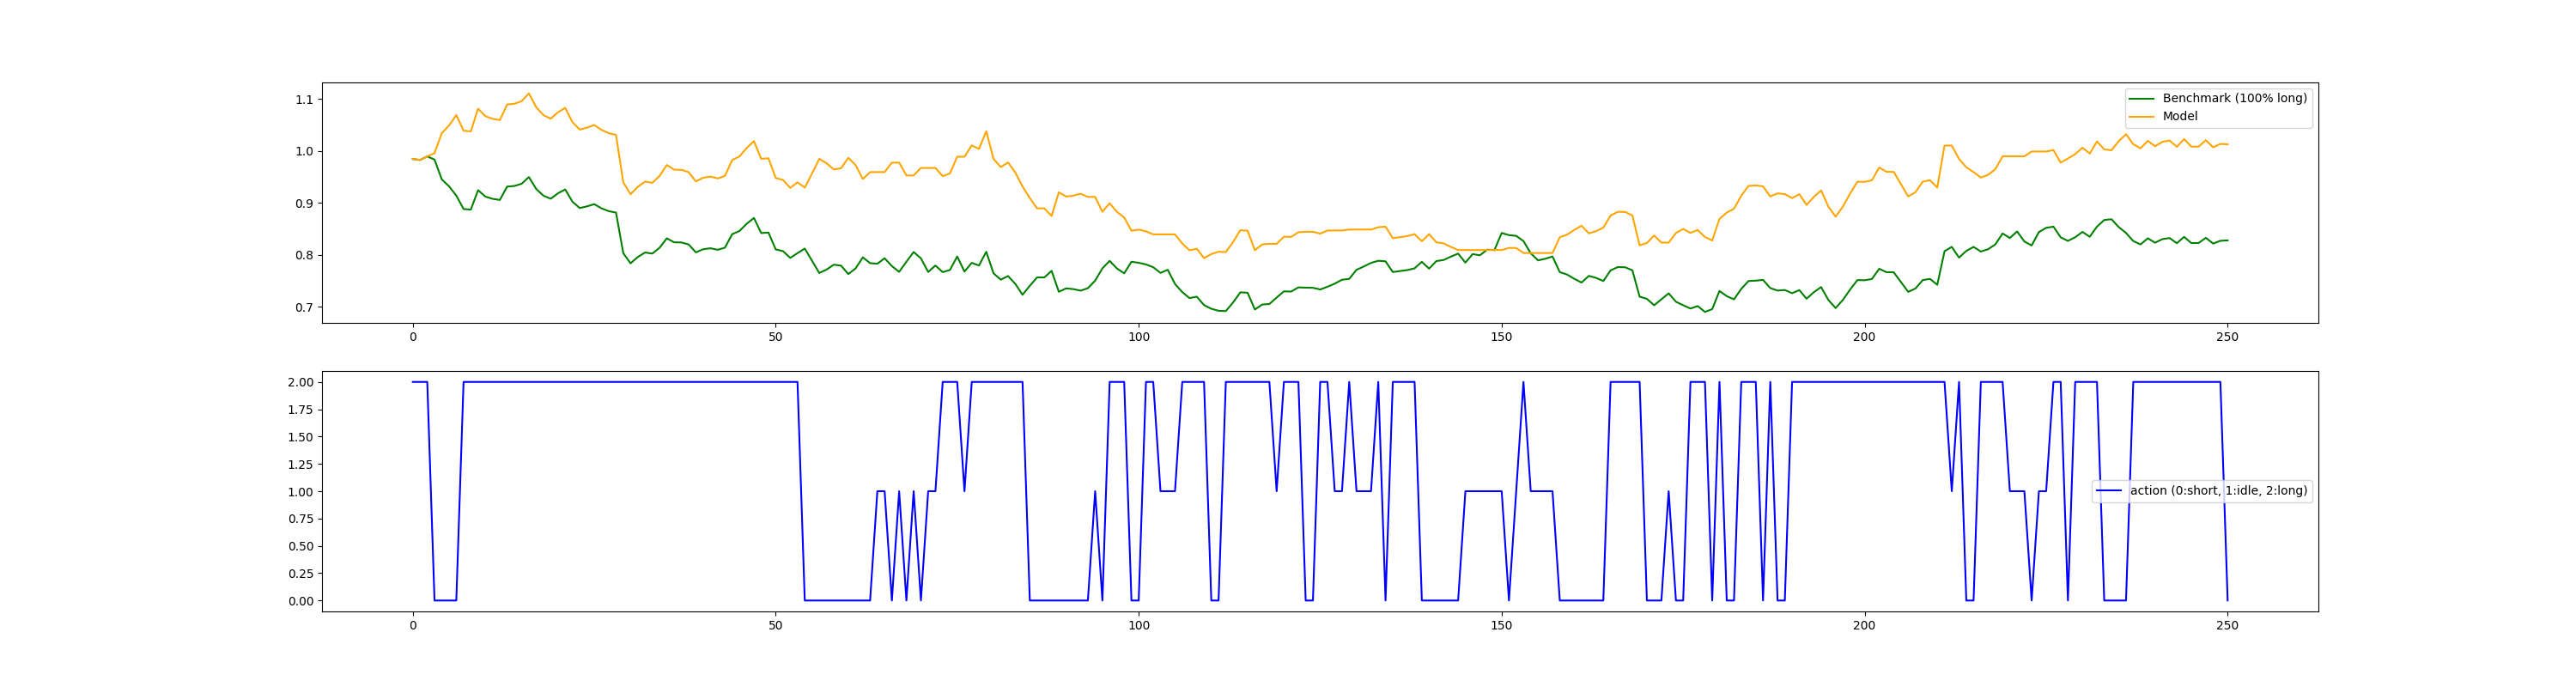 1.1
1.0
0.9
0.8
0.7
Benchmark (100% long)
Model
0 50 100 150 200 250
2.00
1.75
1.50
1.25
1.00
0.75
0.50
0.25
0.00
action (0:short, 1:idle, 2:long)
0 50 100 150 200 250